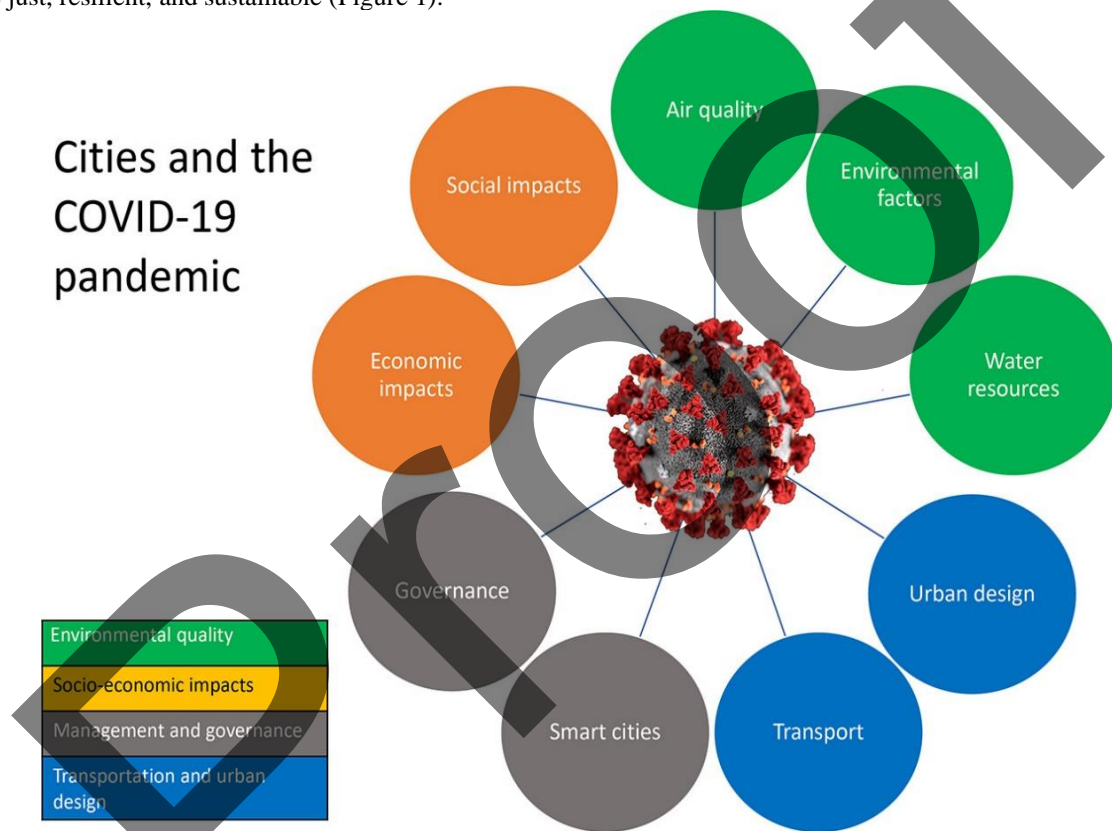 just, resilient, and sustainable (Figure 1).
Cities and the
COVID-19
pandemic
Air quality
Environmental
factors
Social impacts
Water
resources
Economic
impacts
Governance
Urban design
Smart cities
Transport
Environmental quality
Socio-economic impacts
Management and governance
Transportation and urban
design